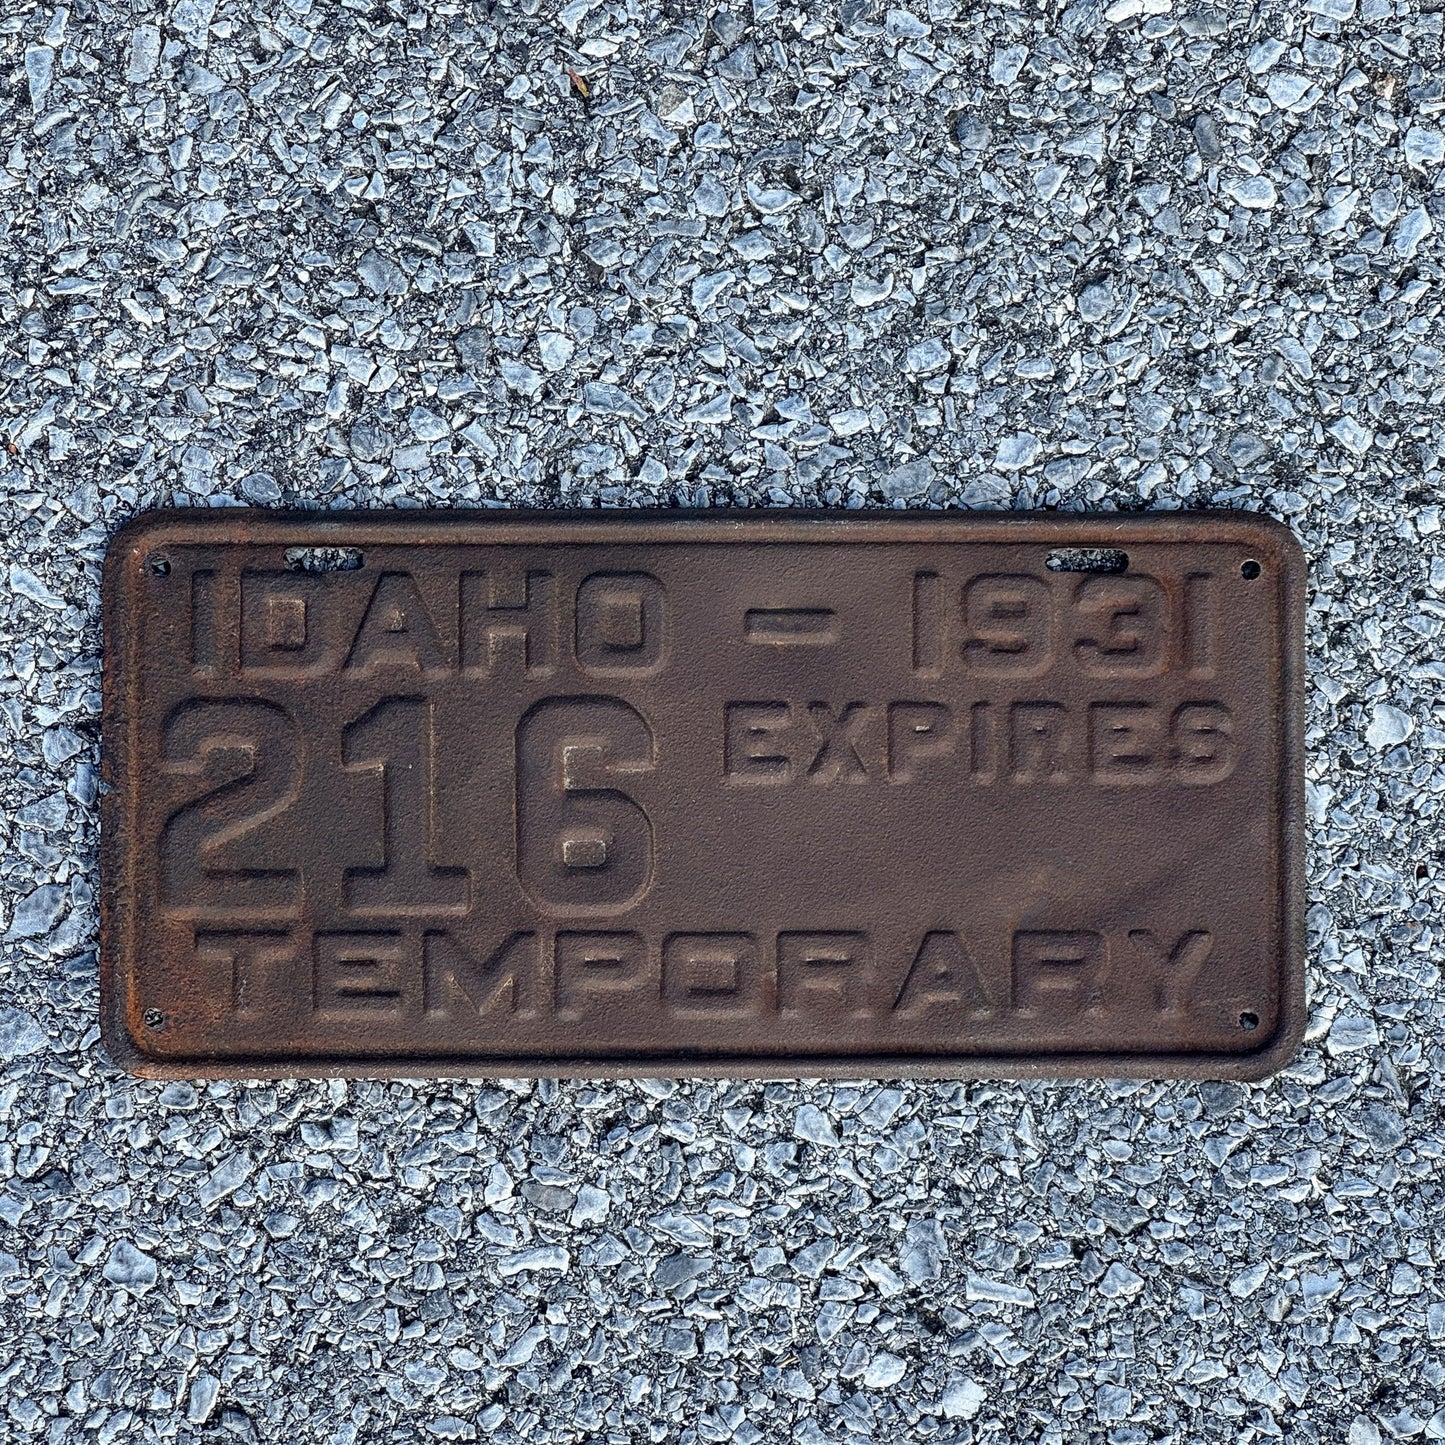 IDAHO - 1931
216 EXPIRES
TEMPORARY